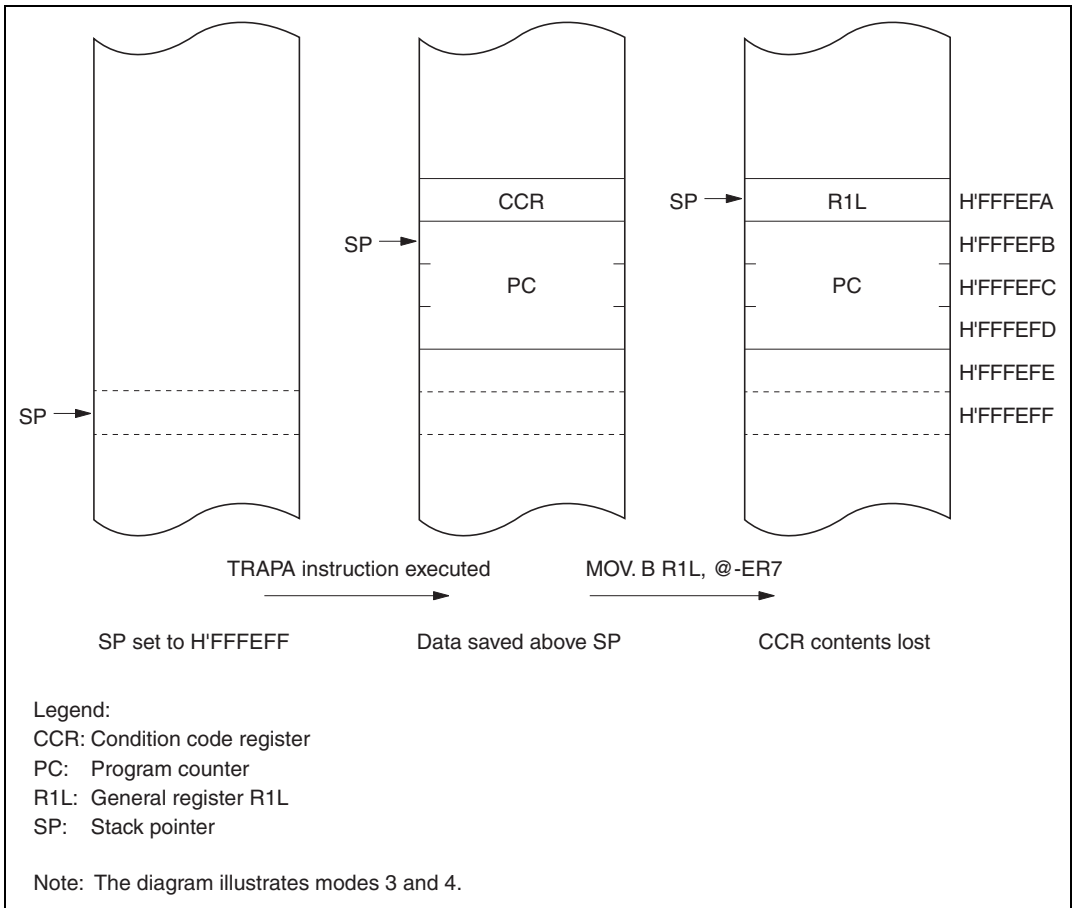 CCR
SP
R1L
H'FFFEFA
SP
H'FFFEFB
PC
PC
H'FFFEFC
H'FFFEFD
H'FFFEFE
SP
H'FFFEFF
TRAPA instruction executed
MOV. B R1L, @-ER7
SP set to H'FFFEFF
Data saved above SP
CCR contents lost
Legend:
CCR: Condition code register
PC: Program counter
R1L: General register R1L
SP: Stack pointer
Note: The diagram illustrates modes 3 and 4.